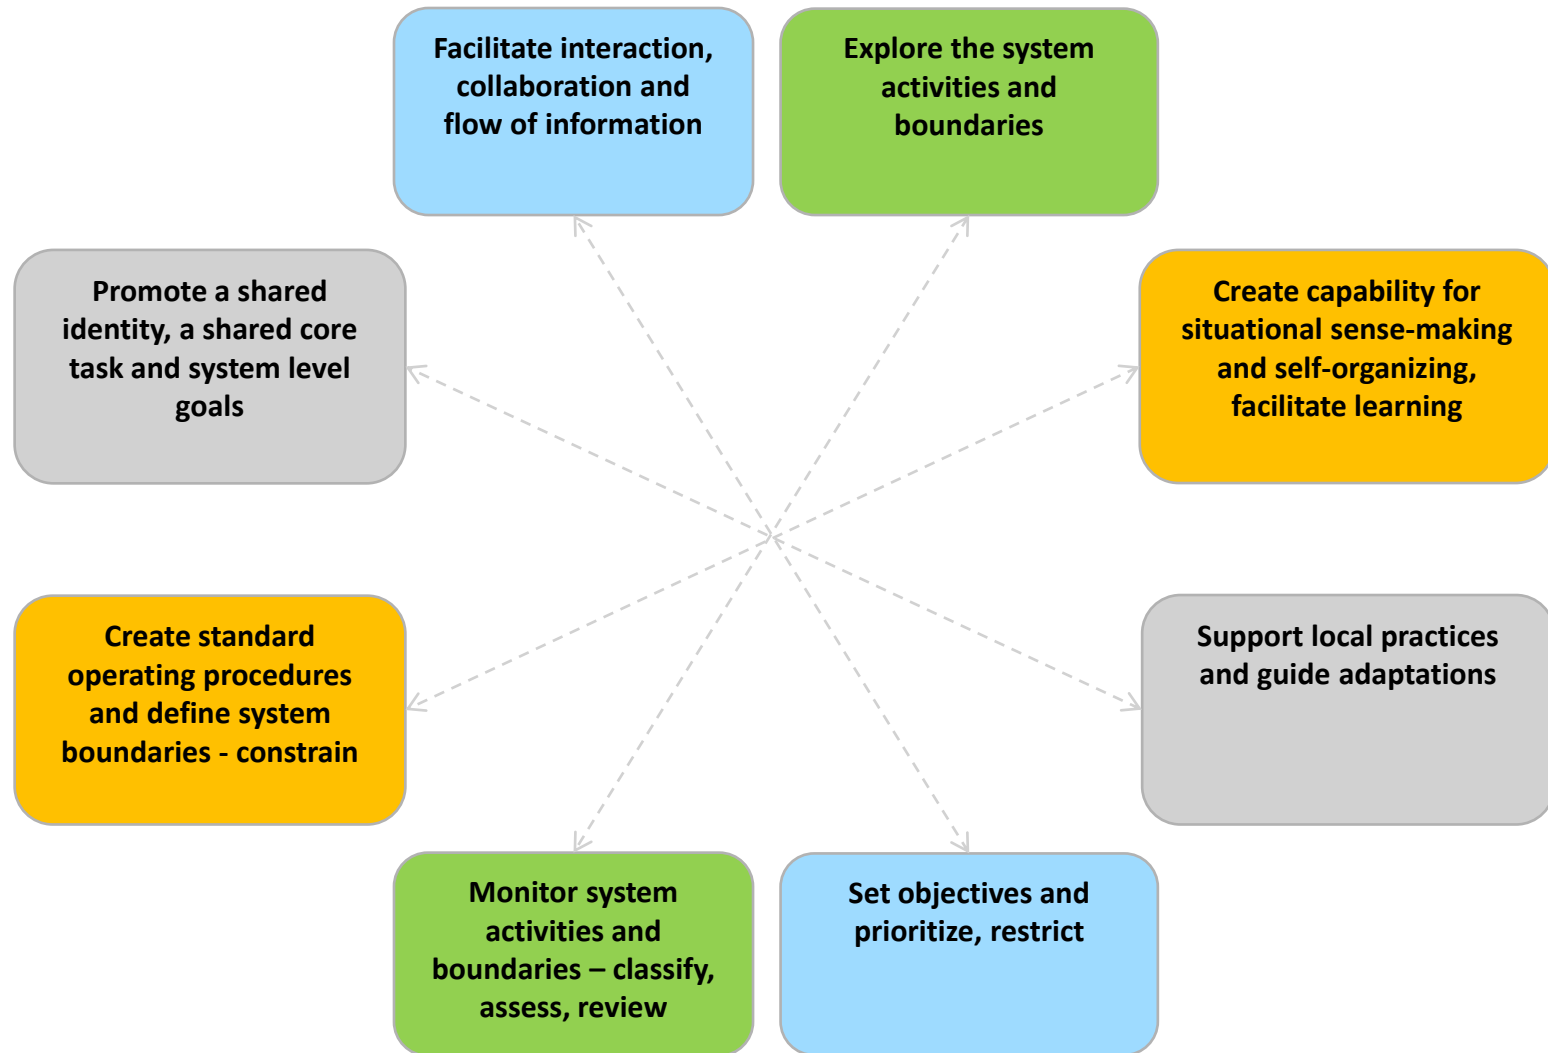 Facilitate interaction,
collaboration and
flow of information
Explore the system
activities and
boundaries
Promote a shared
identity, a shared core
task and system level
goals
Create capability for
situational sense-making
and self-organizing,
facilitate learning
Create standard
operating procedures
and define system
boundaries - constrain
Support local practices
and guide adaptations
Monitor system
activities and
boundaries – classify,
assess, review
Set objectives and
prioritize, restrict